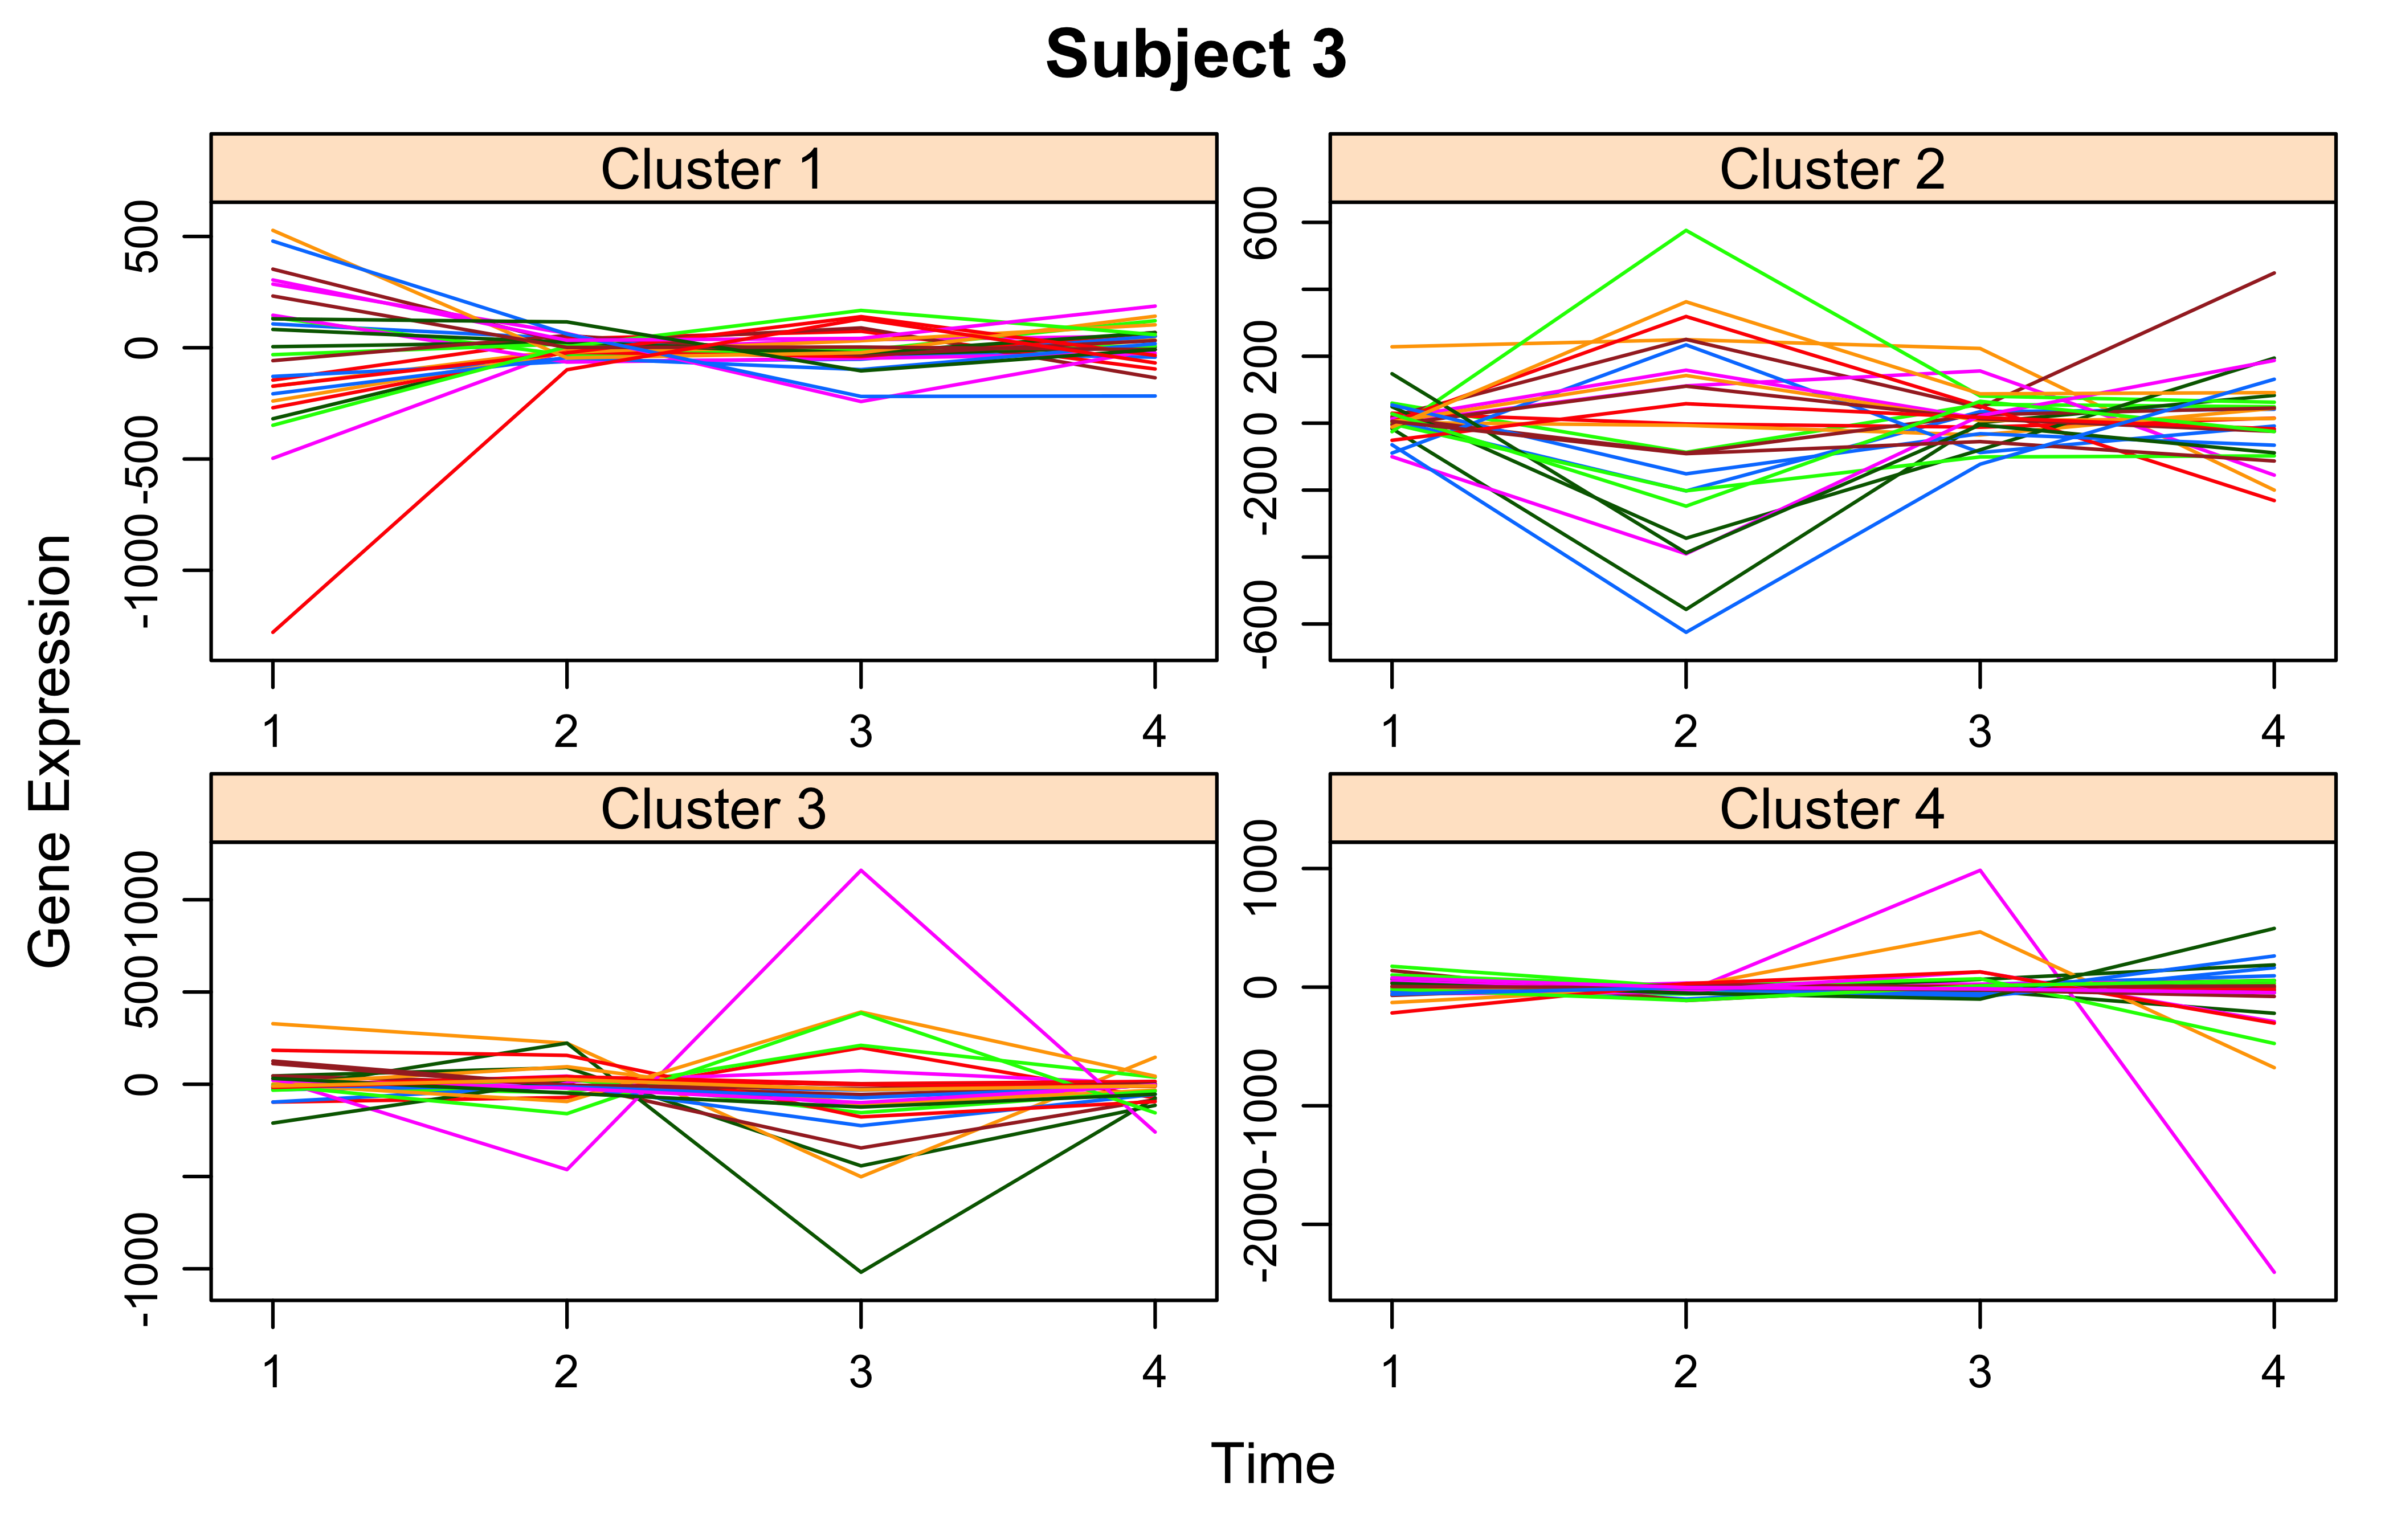 Subject 3
Cluster 1
Cluster 2
500
0
-500
-1000
600
200
0
-200
-600
1 2 3 4
1 2 3 4
Cluster 3
Cluster 4
1000
500
0
-1000
1000
0
-1000
-2000
1 2 3 4
1 2 3 4
Gene Expression
Time